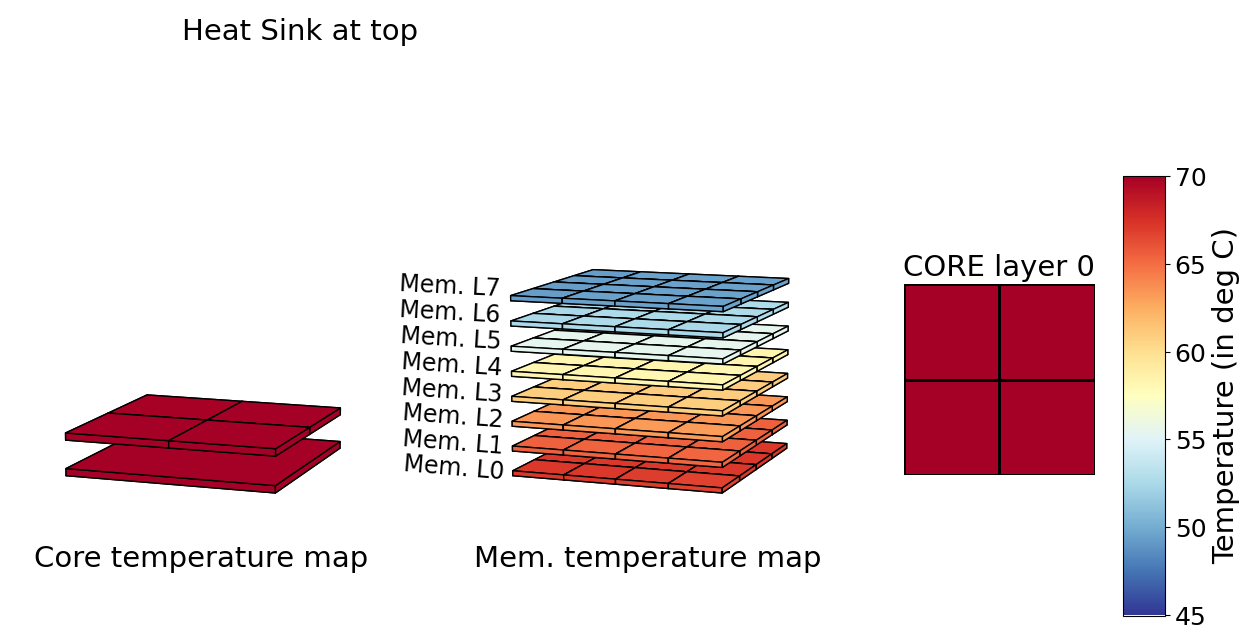 Heat Sink at top
Mem. L7
Mem. L6
Mem. L5
Mem. L4
Mem. L3
Mem. L2
Mem. L1
Mem. L0
Core temperature map
Mem. temperature map
CORE layer 0
70
65
60
55
50
45
Temperature (in deg C)